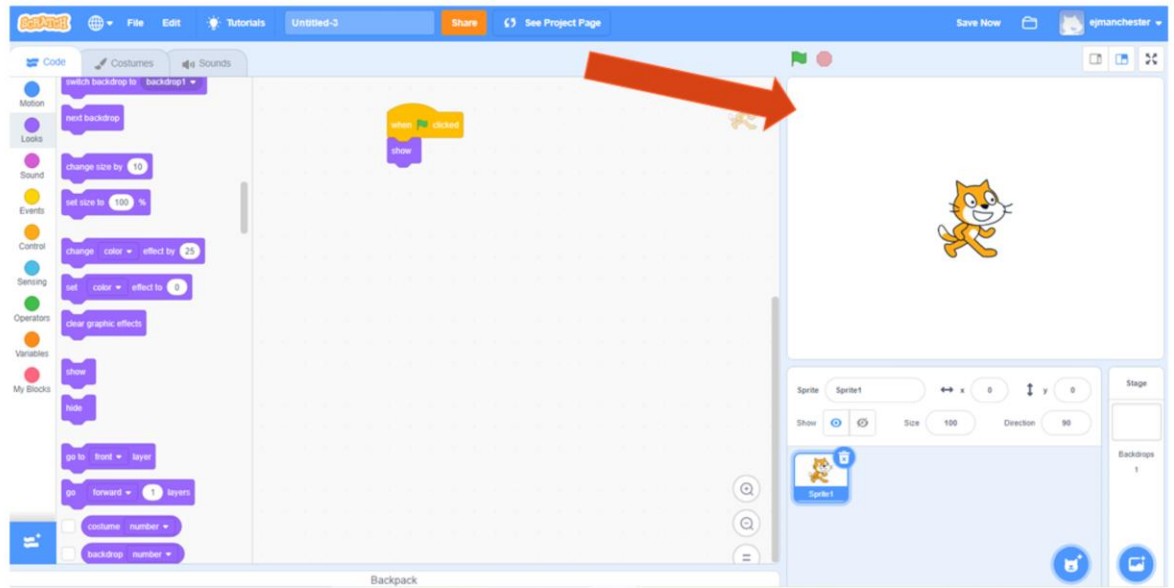 SCRATCH File Edit Tutorials Untitled-3 Share See Project Page Save Now ejmanchester
Code Costumes Sounds
Motion
Looks
Sound
Events
Control
Sensing
Operators
Variables
My Blocks
switch backdrop to backdrop1
next backdrop
change size by 10
set size to 100 %
change color effect by 25
set color effect to 0
clear graphic effects
show
hide
go to front layer
go forward 1 layers
costume number
backdrop number
when clicked
show
Backpack
Sprite Sprite1 x 0 y 0
Show Size 100 Direction 90
Sprite1
Stage
Backdrops
1